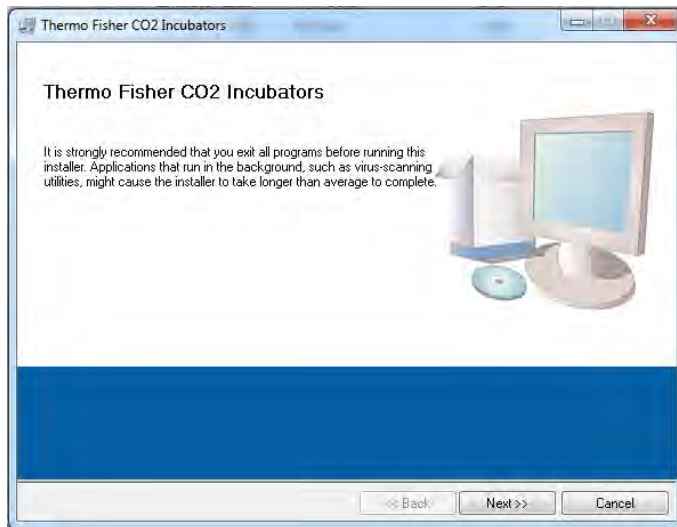 Thermo Fisher CO2 Incubators
Thermo Fisher CO2 Incubators
It is strongly recommended that you exit all programs before running this
installer. Applications that run in the background, such as virus-scanning
utilities, might cause the installer to take longer than average to complete.
<< Back
Next >>
Cancel